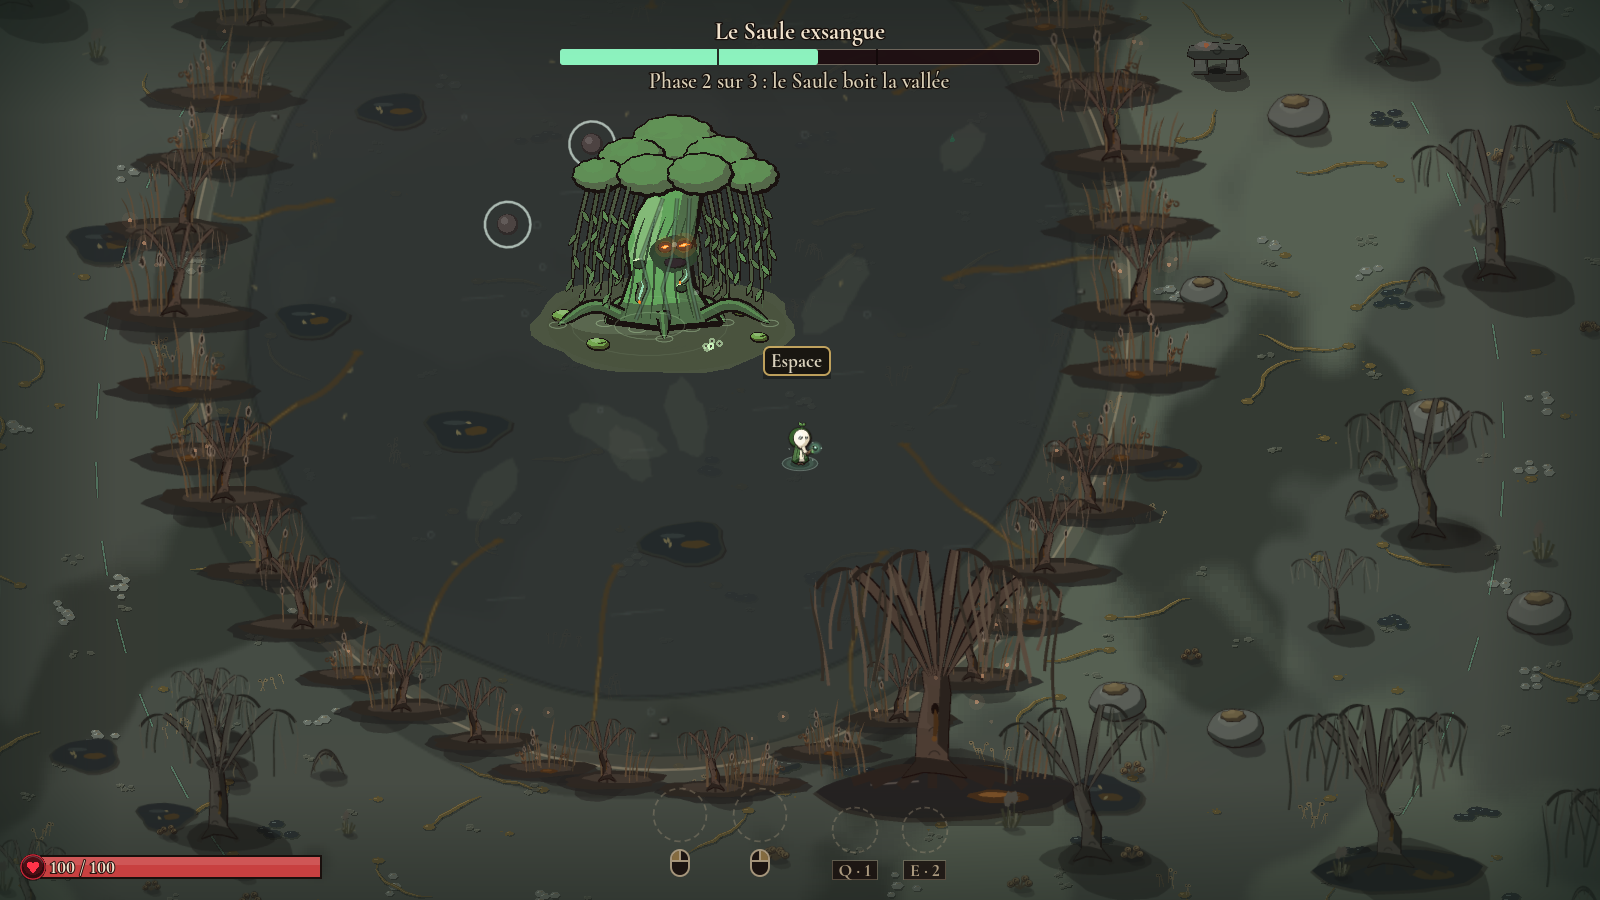 Le Saule exsangue
Phase 2 sur 3 : le Saule boit la vallée
Espace
100 / 100
Q · 1
E · 2